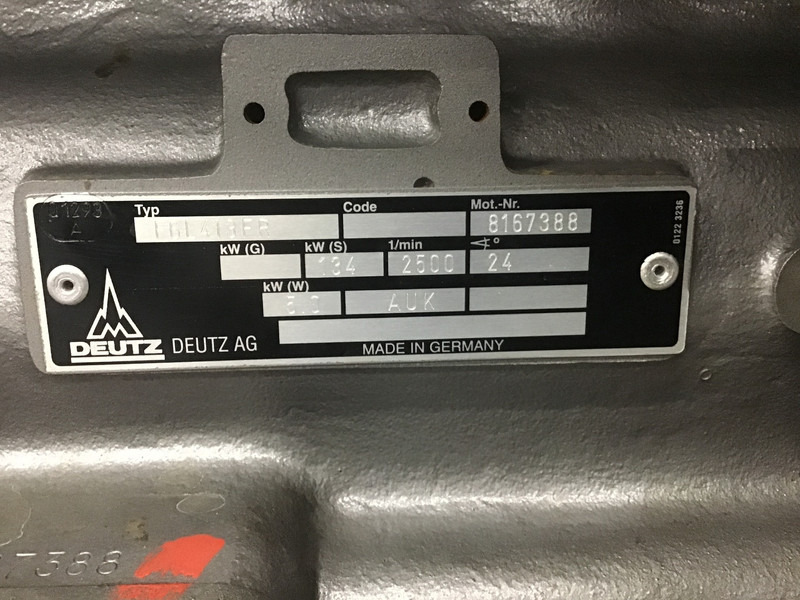 Typ Code Mot.-Nr.
8167388
kW (G) kW (S) 1/min °
134 2500 24
kW (W)
AUK
DEUTZ DEUTZ AG
MADE IN GERMANY
0122 3236
7388